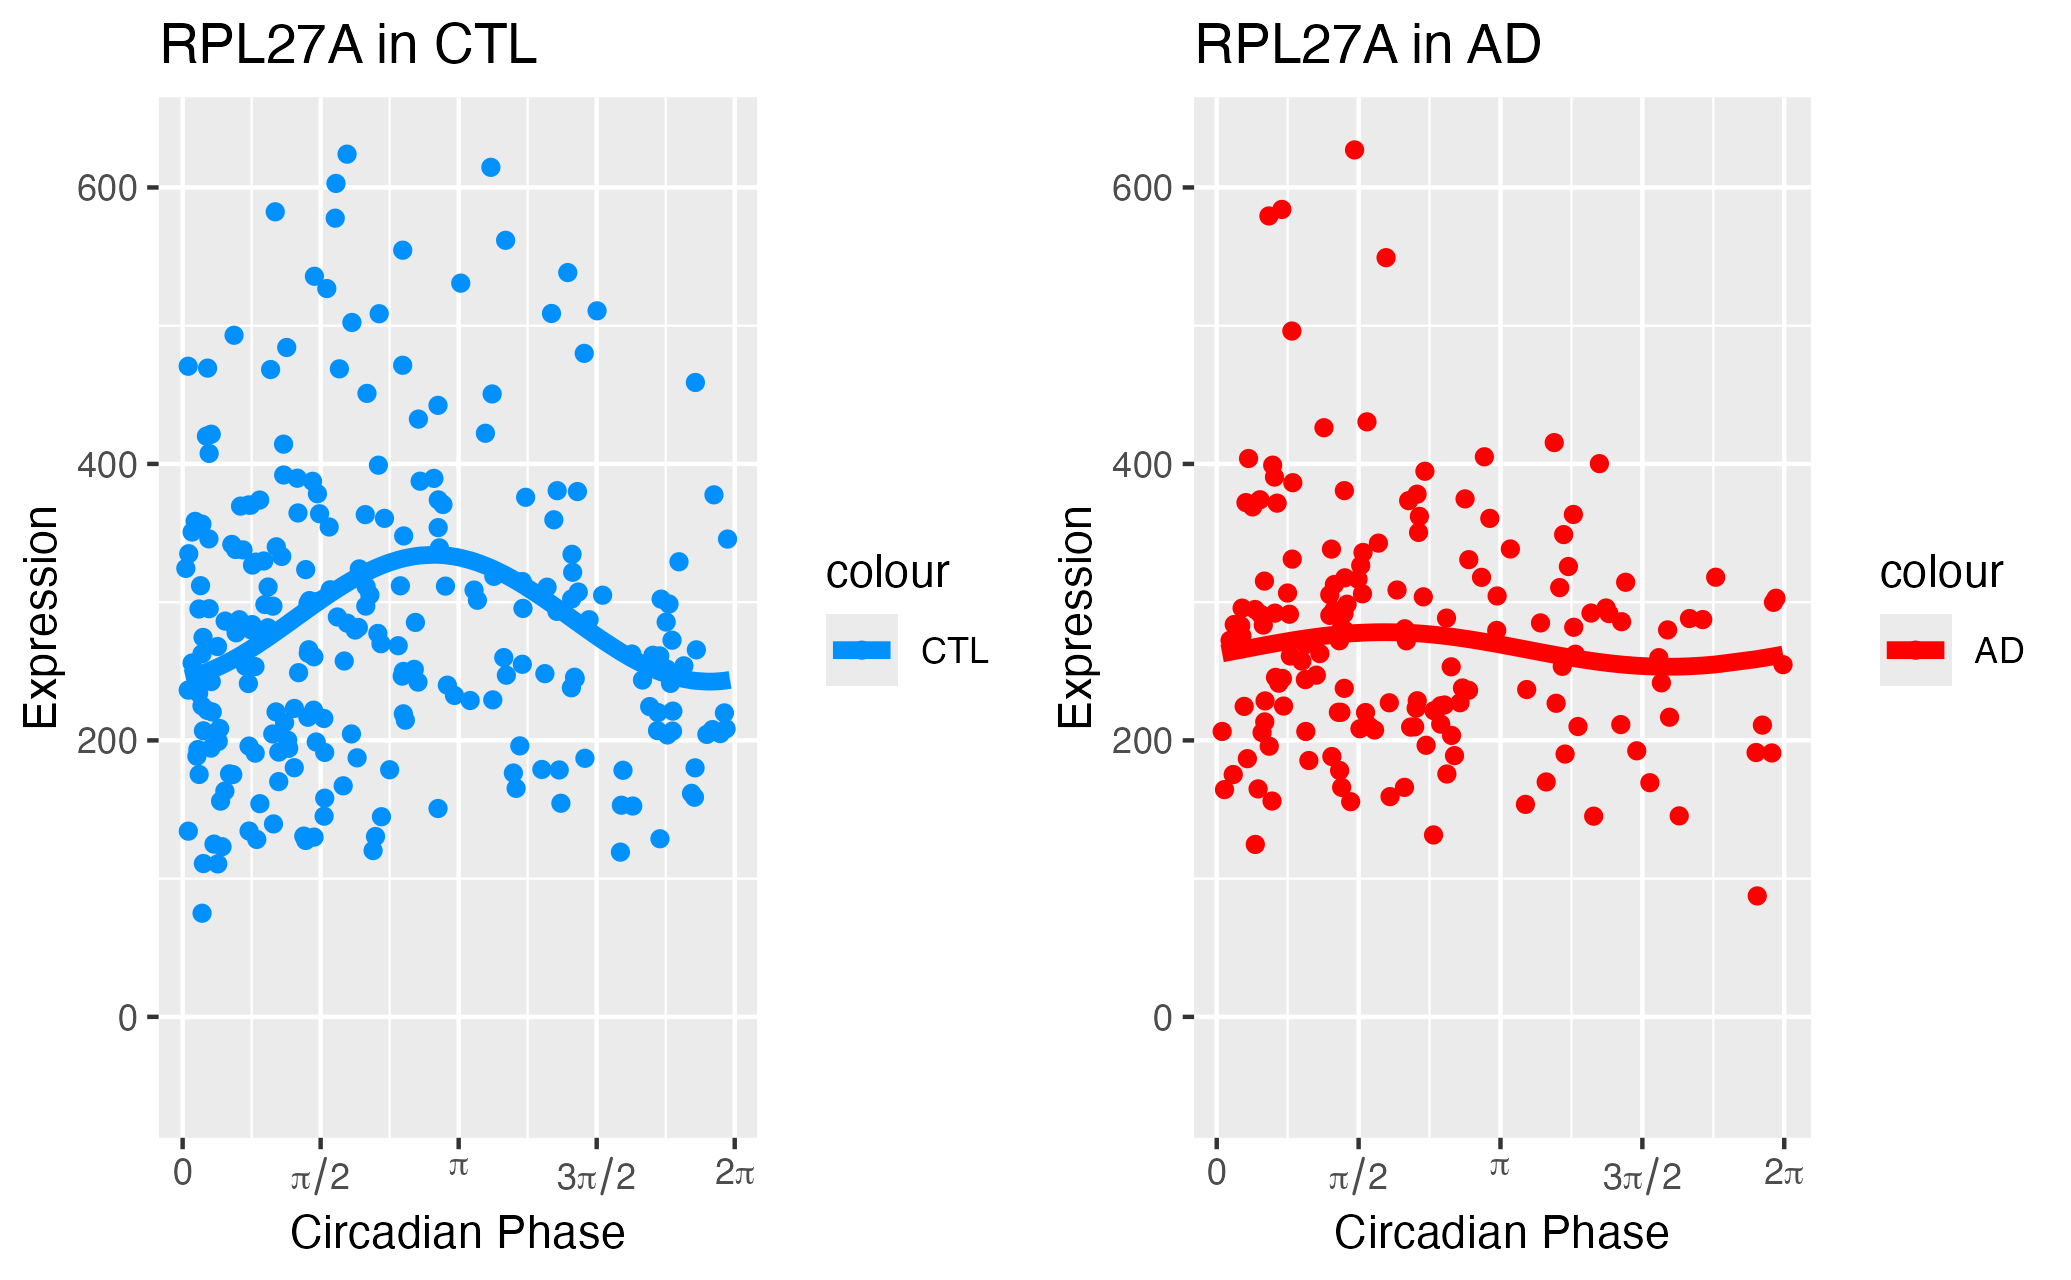 RPL27A in CTL
600
400
200
0
Expression
0 π/2 π 3π/2 2π
Circadian Phase
colour
CTL
RPL27A in AD
600
400
200
0
Expression
0 π/2 π 3π/2 2π
Circadian Phase
colour
AD